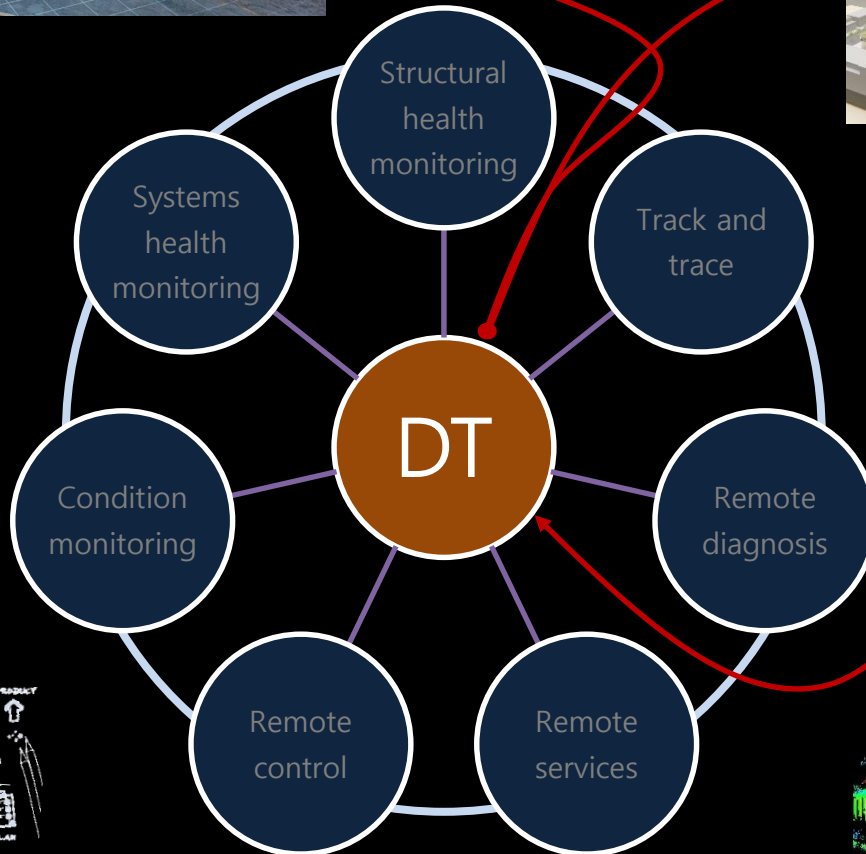 Structural
health
monitoring
Systems
health
monitoring
Track and
trace
DT
Condition
monitoring
Remote
diagnosis
Remote
control
Remote
services